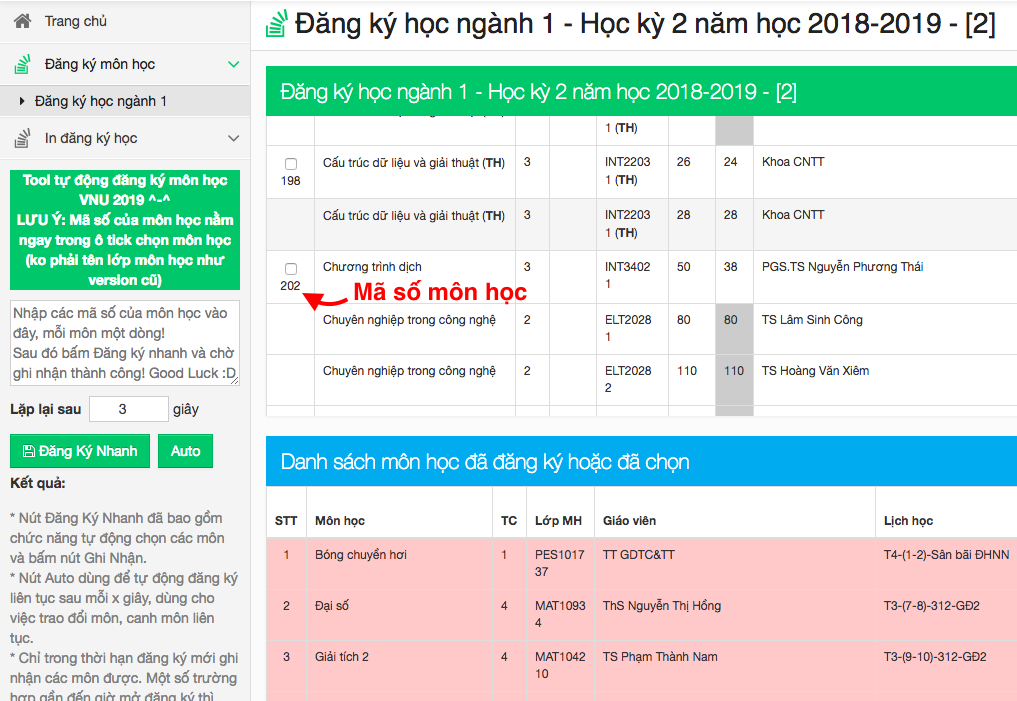 Trang chủ
Đăng ký môn học
Đăng ký học ngành 1
In đăng ký học
Tool tự động đăng ký môn học
VNU 2019 ^-^
LƯU Ý: Mã số của môn học nằm
ngay trong ô tick chọn môn học
(ko phải tên lớp môn học như
version cũ)
Nhập các mã số của môn học vào
đây, mỗi môn một dòng!
Sau đó bấm Đăng ký nhanh và chờ
ghi nhận thành công! Good Luck :D
Lặp lại sau 3 giây
Đăng Ký Nhanh Auto
Kết quả:
* Nút Đăng Ký Nhanh đã bao gồm
chức năng tự động chọn các môn
và bấm nút Ghi Nhận.
* Nút Auto dùng để tự động đăng ký
liên tục sau mỗi x giây, dùng cho
việc trao đổi môn, canh môn liên
tục.
* Chỉ trong thời hạn đăng ký mới ghi
nhận các môn được. Một số trường
hợp gần đến giờ mở đăng ký thì
Đăng ký học ngành 1 - Học kỳ 2 năm học 2018-2019 - [2]
Đăng ký học ngành 1 - Học kỳ 2 năm học 2018-2019 - [2]
1 (TH)
Cấu trúc dữ liệu và giải thuật (TH) 3 INT2203 26 24 Khoa CNTT
198 1 (TH)
Cấu trúc dữ liệu và giải thuật (TH) 3 INT2203 28 28 Khoa CNTT
1 (TH)
Chương trình dịch 3 INT3402 50 38 PGS.TS Nguyễn Phương Thái
202 1
Mã số môn học
Chuyên nghiệp trong công nghệ 2 ELT2028 80 80 TS Lâm Sinh Công
1
Chuyên nghiệp trong công nghệ 2 ELT2028 110 110 TS Hoàng Văn Xiêm
2
Danh sách môn học đã đăng ký hoặc đã chọn
STT Môn học TC Lớp MH Giáo viên Lịch học
1 Bóng chuyền hơi 1 PES1017 TT GDTC&TT T4-(1-2)-Sân bãi ĐHNN
37
2 Đại số 4 MAT1093 ThS Nguyễn Thị Hồng T3-(7-8)-312-GĐ2
4
3 Giải tích 2 4 MAT1042 TS Phạm Thành Nam T3-(9-10)-312-GĐ2
10